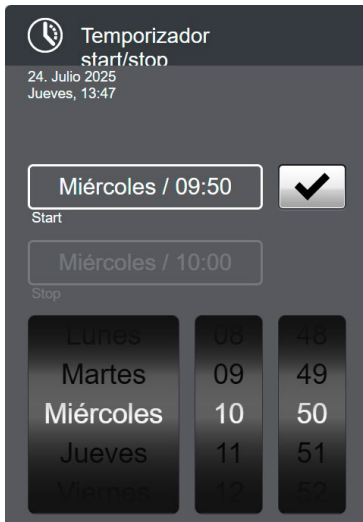 Temporizador
start/stop
24. Julio 2025
Jueves, 13:47
Miércoles / 09:50
Start
Miércoles / 10:00
Stop
Lunes 08 48
Martes 09 49
Miércoles 10 50
Jueves 11 51
Viernes 12 52